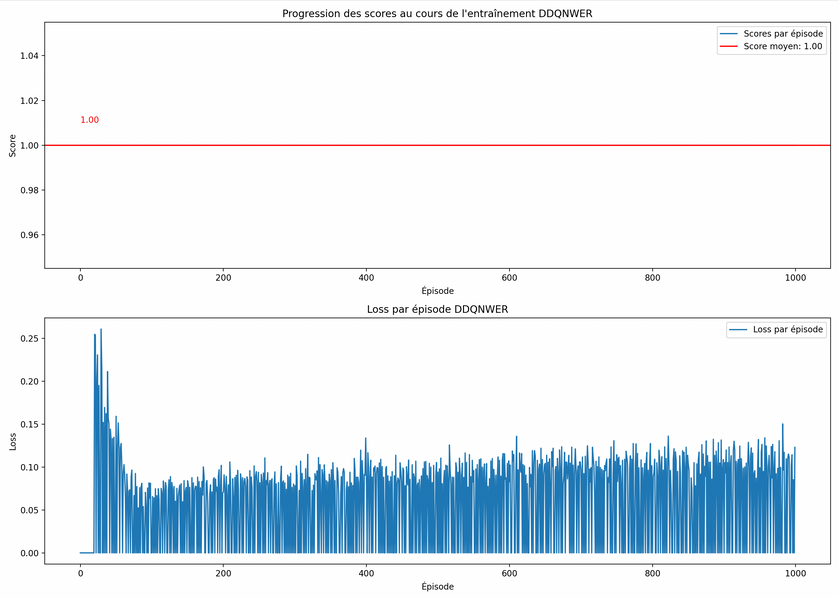 Progression des scores au cours de l'entraînement DDQNWER
Scores par épisode
Score moyen: 1.00
1.04
1.02
1.00
0.98
0.96
1.00
Score
0 200 400 600 800 1000
Épisode
Loss par épisode DDQNWER
Loss par épisode
0.25
0.20
0.15
0.10
0.05
0.00
Loss
0 200 400 600 800 1000
Épisode